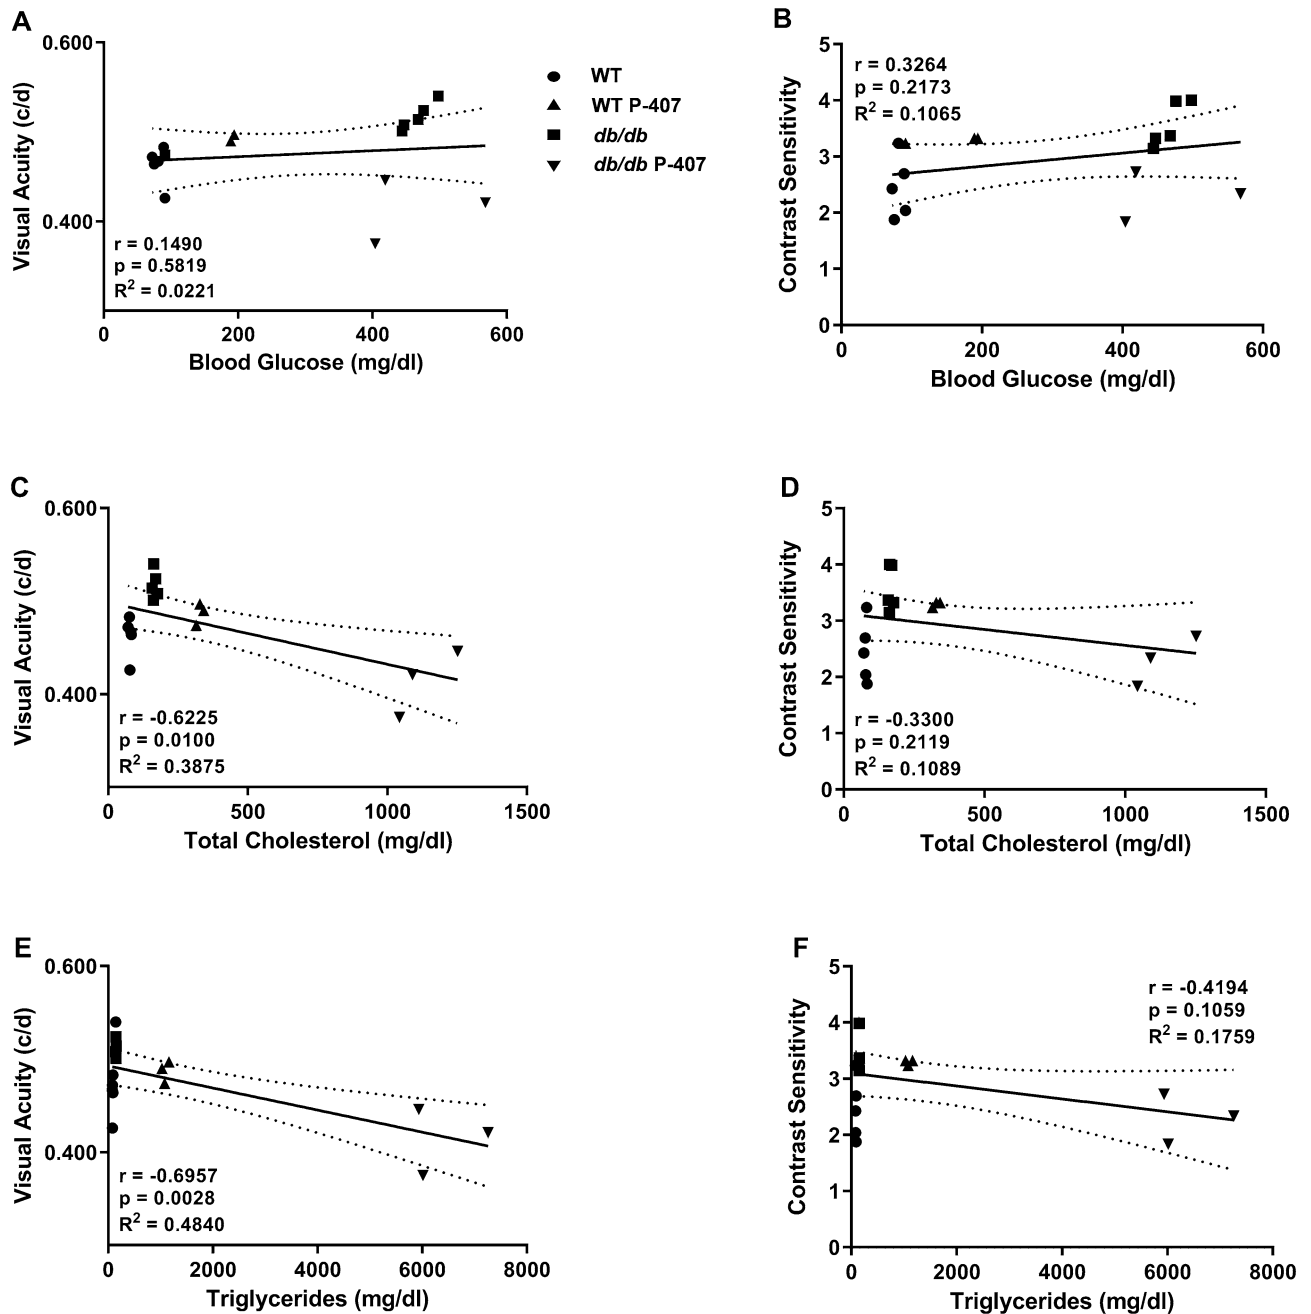 A
0.600
0.400
Visual Acuity (c/d)
r = 0.1490
p = 0.5819
R² = 0.0221
0 200 400 600
Blood Glucose (mg/dl)
WT
WT P-407
db/db
db/db P-407
B
5
4
3
2
1
0
Contrast Sensitivity
r = 0.3264
p = 0.2173
R² = 0.1065
0 200 400 600
Blood Glucose (mg/dl)
C
0.600
0.400
Visual Acuity (c/d)
r = -0.6225
p = 0.0100
R² = 0.3875
0 500 1000 1500
Total Cholesterol (mg/dl)
D
5
4
3
2
1
0
Contrast Sensitivity
r = -0.3300
p = 0.2119
R² = 0.1089
0 500 1000 1500
Total Cholesterol (mg/dl)
E
0.600
0.400
Visual Acuity (c/d)
r = -0.6957
p = 0.0028
R² = 0.4840
0 2000 4000 6000 8000
Triglycerides (mg/dl)
F
5
4
3
2
1
0
Contrast Sensitivity
r = -0.4194
p = 0.1059
R² = 0.1759
0 2000 4000 6000 8000
Triglycerides (mg/dl)